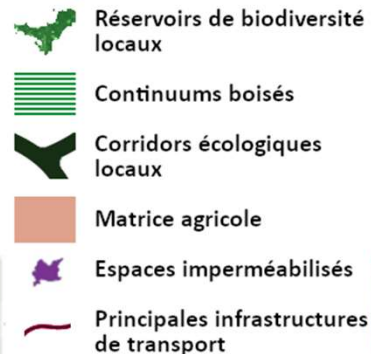 Réservoirs de biodiversité
locaux
Continuums boisés
Corridors écologiques
locaux
Matrice agricole
Espaces imperméabilisés
Principales infrastructures
de transport